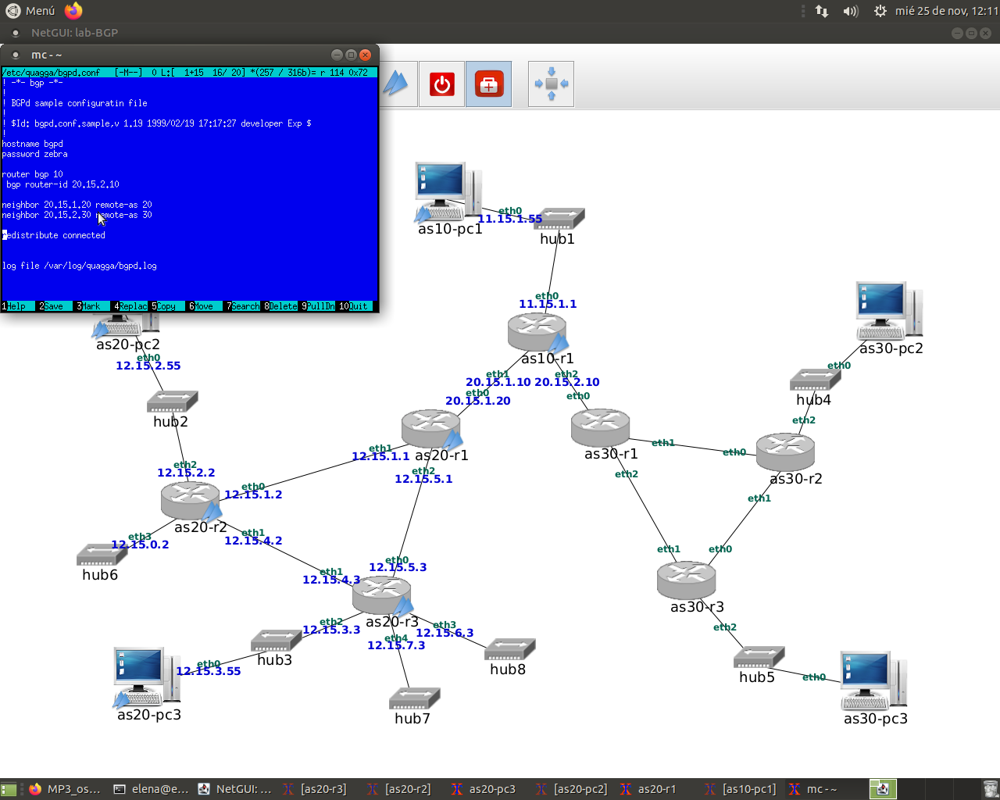 Menú
mié 25 de nov, 12:11
NetGUI: lab-BGP
mc - ~
/etc/quagga/bgpd.conf [-M--] 0 L:[ 1+15 16/ 20] *(257 / 316b)= r 114 0x72
! -*- bgp -*-
!
! BGPd sample configuratin file
!
! $Id: bgpd.conf.sample,v 1.19 1999/02/19 17:17:27 developer Exp $
!
hostname bgpd
password zebra
router bgp 10
bgp router-id 20.15.2.10
neighbor 20.15.1.20 remote-as 20
neighbor 20.15.2.30 remote-as 30
redistribute connected
log file /var/log/quagga/bgpd.log
1Help 2Save 3Mark 4Replac 5Copy 6Move 7Search 8Delete 9PullDn 10Quit
eth0
11.15.1.55
as10-pc1
hub1
eth0
11.15.1.1
as10-r1
eth1
20.15.1.10
eth2
20.15.2.10
eth0
20.15.1.20
eth0
as20-pc2
eth0
12.15.2.55
hub2
as30-pc2
eth0
hub4
eth2
as20-r1
eth1
12.15.1.1
eth2
12.15.5.1
as30-r1
eth1
eth0
eth2
as30-r2
eth1
eth2
12.15.2.2
eth0
12.15.1.2
as20-r2
eth1
12.15.4.2
eth3
12.15.0.2
hub6
eth0
12.15.5.3
eth1
12.15.4.3
as20-r3
eth2
12.15.3.3
eth3
12.15.6.3
eth4
12.15.7.3
eth1
eth0
as30-r3
eth2
hub3
hub8
eth0
12.15.3.55
as20-pc3
hub7
hub5
eth0
as30-pc3
MP3_os...
elena@e...
NetGUI: ...
[as20-r3]
[as20-r2]
as20-pc3
[as20-pc2]
as20-r1
[as10-pc1]
mc - ~